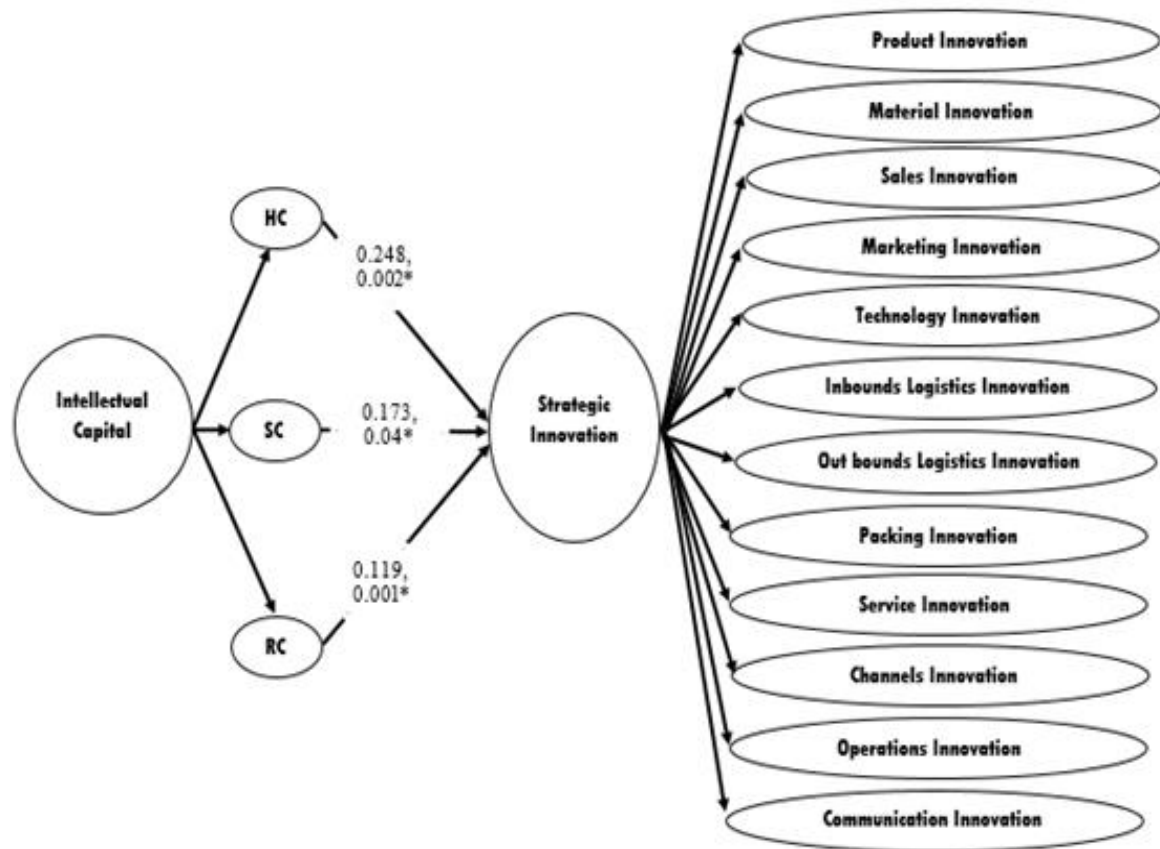 Product Innovation
Material Innovation
Sales Innovation
HC
Marketing Innovation
0.248,
0.002*
Technology Innovation
Intellectual
Capital
SC
0.173,
0.04*
Strategic
Innovation
Inbounds Logistics Innovation
Out bounds Logistics Innovation
Packing Innovation
0.119,
0.001*
Service Innovation
RC
Channels Innovation
Operations Innovation
Communication Innovation